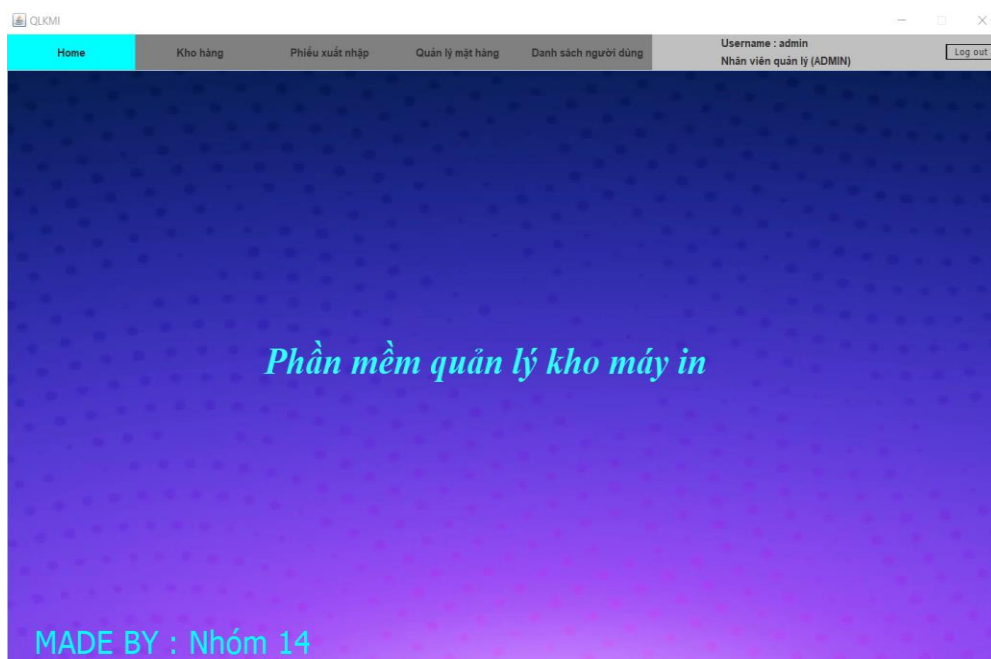 QLKMI
Home Kho hàng Phiếu xuất nhập Quản lý mặt hàng Danh sách người dùng
Username : admin
Nhân viên quản lý (ADMIN)
Log out
Phần mềm quản lý kho máy in
MADE BY : Nhóm 14